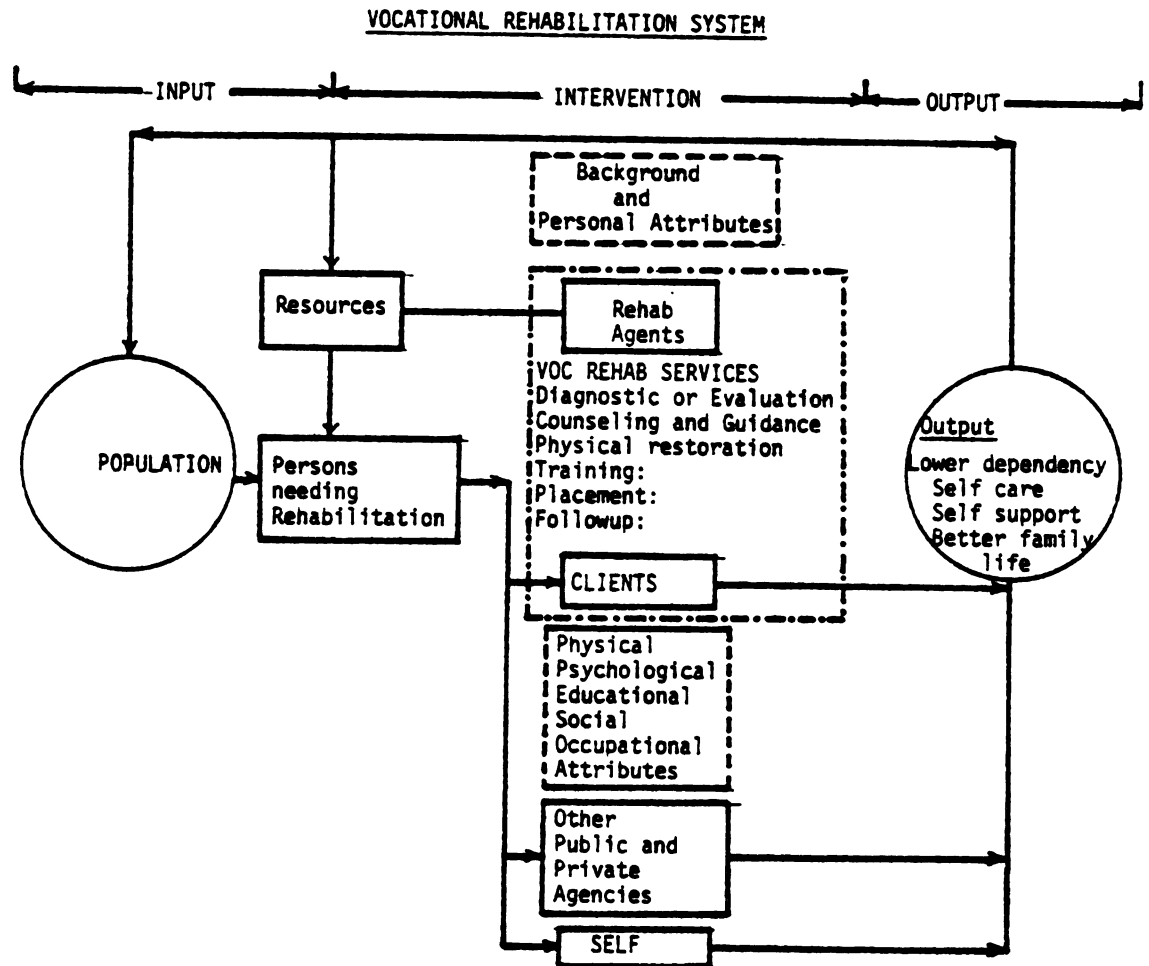 VOCATIONAL REHABILITATION SYSTEM
INPUT
INTERVENTION
OUTPUT
Background
and
Personal Attributes
Resources
Rehab
Agents
VOC REHAB SERVICES
Diagnostic or Evaluation
Counseling and Guidance
Physical restoration
Training:
Placement:
Followup:
POPULATION
Persons
needing
Rehabilitation
CLIENTS
Output
Lower dependency
Self care
Self support
Better family
life
Physical
Psychological
Educational
Social
Occupational
Attributes
Other
Public and
Private
Agencies
SELF